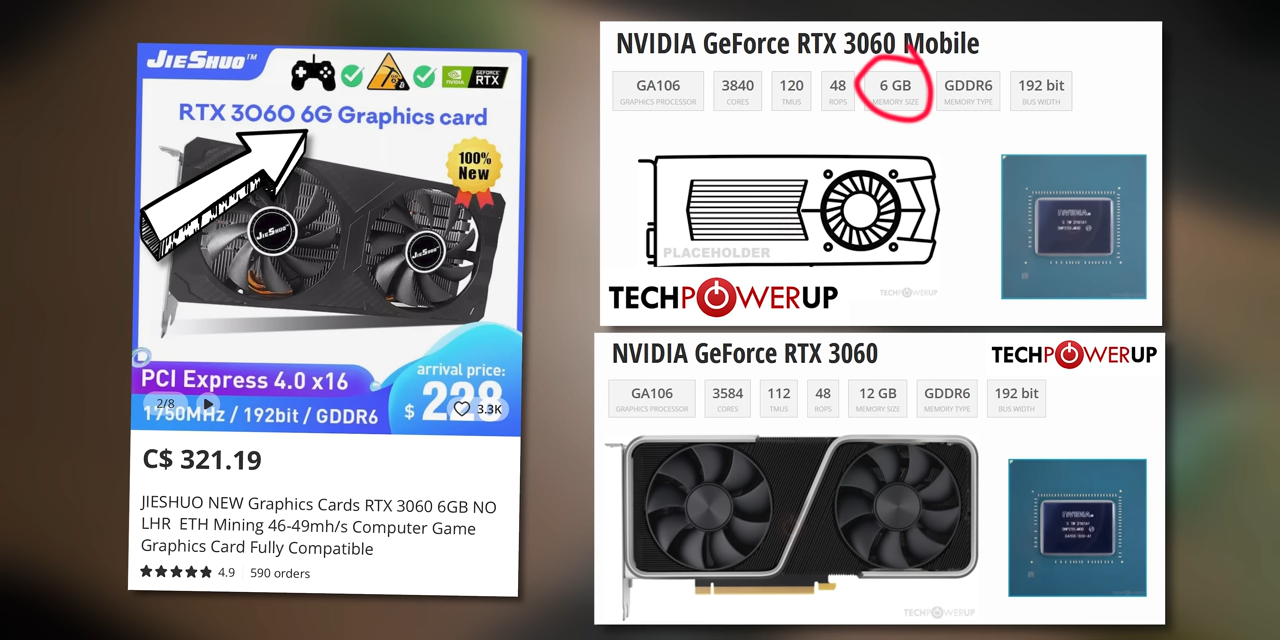 JIESHUO™
NVIDIA
GEFORCE
RTX
RTX 3060 6G Graphics card
100%
New
JIESHUO
JIESHUO
PCI Express 4.0 x16
arrival price:
2/8
1750MHz / 192bit / GDDR6
$ 228
3.3K
C$ 321.19
JIESHUO NEW Graphics Cards RTX 3060 6GB NO
LHR ETH Mining 46-49mh/s Computer Game
Graphics Card Fully Compatible
4.9 590 orders
NVIDIA GeForce RTX 3060 Mobile
GA106 3840 120 48 6 GB GDDR6 192 bit
GRAPHICS PROCESSOR CORES TMUS ROPS MEMORY SIZE MEMORY TYPE BUS WIDTH
PLACEHOLDER
TECHPOWERUP
TECHPOWERUP
NVIDIA
NVIDIA GeForce RTX 3060
TECHPOWERUP
GA106 3584 112 48 12 GB GDDR6 192 bit
GRAPHICS PROCESSOR CORES TMUS ROPS MEMORY SIZE MEMORY TYPE BUS WIDTH
NVIDIA
TECHPOWERUP